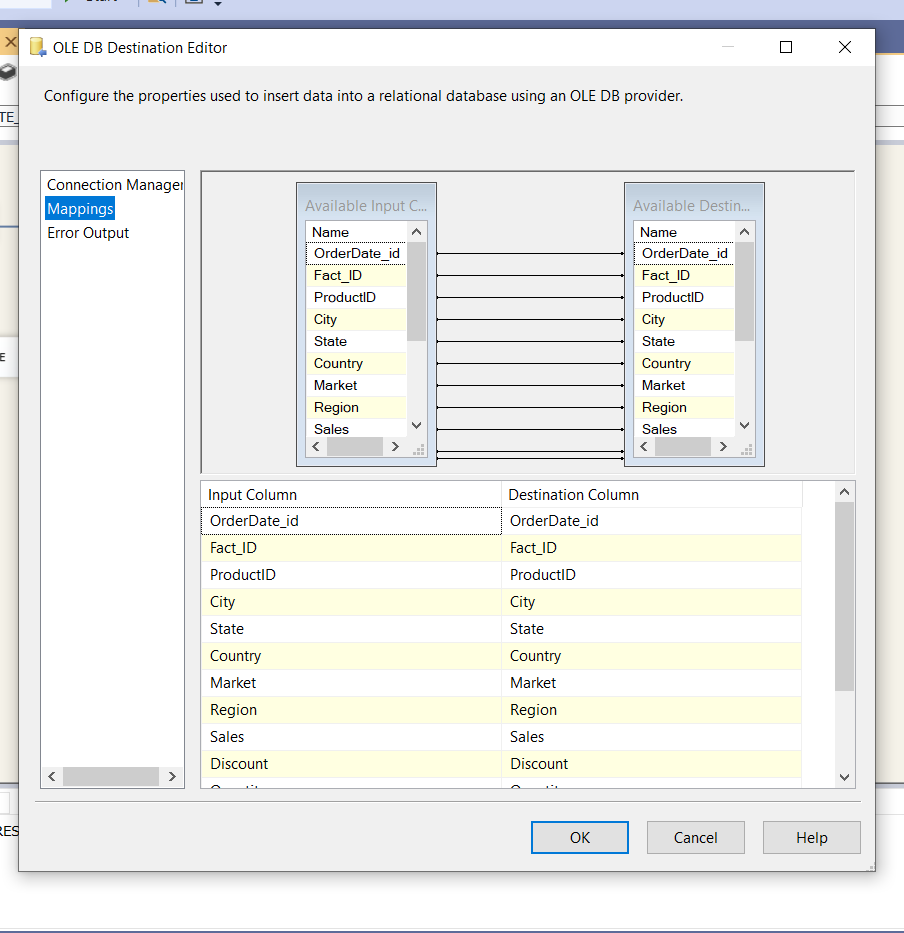 OLE DB Destination Editor
Configure the properties used to insert data into a relational database using an OLE DB provider.
TE_
Connection Manager
Mappings
Error Output
Available Input C...
Name
OrderDate_id
Fact_ID
ProductID
City
State
Country
Market
Region
Sales
Available Destin...
Name
OrderDate_id
Fact_ID
ProductID
City
State
Country
Market
Region
Sales
E
Input Column Destination Column
OrderDate_id OrderDate_id
Fact_ID Fact_ID
ProductID ProductID
City City
State State
Country Country
Market Market
Region Region
Sales Sales
Discount Discount
RES
OK Cancel Help